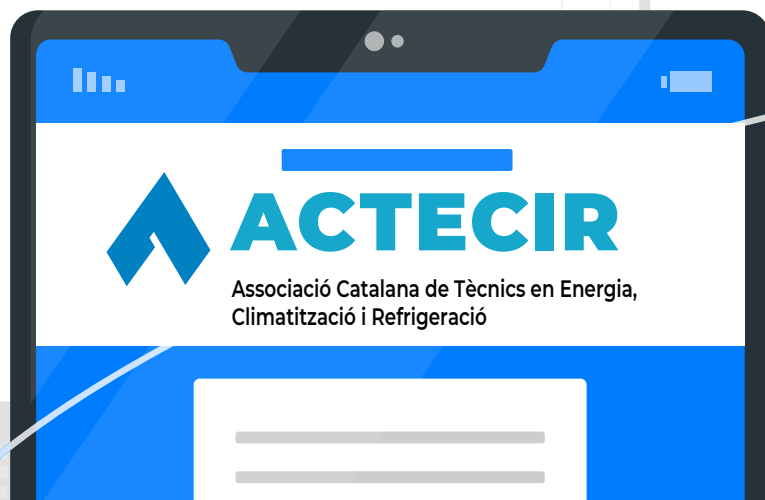 ACTECIR
Associació Catalana de Tècnics en Energia,
Climatització i Refrigeració